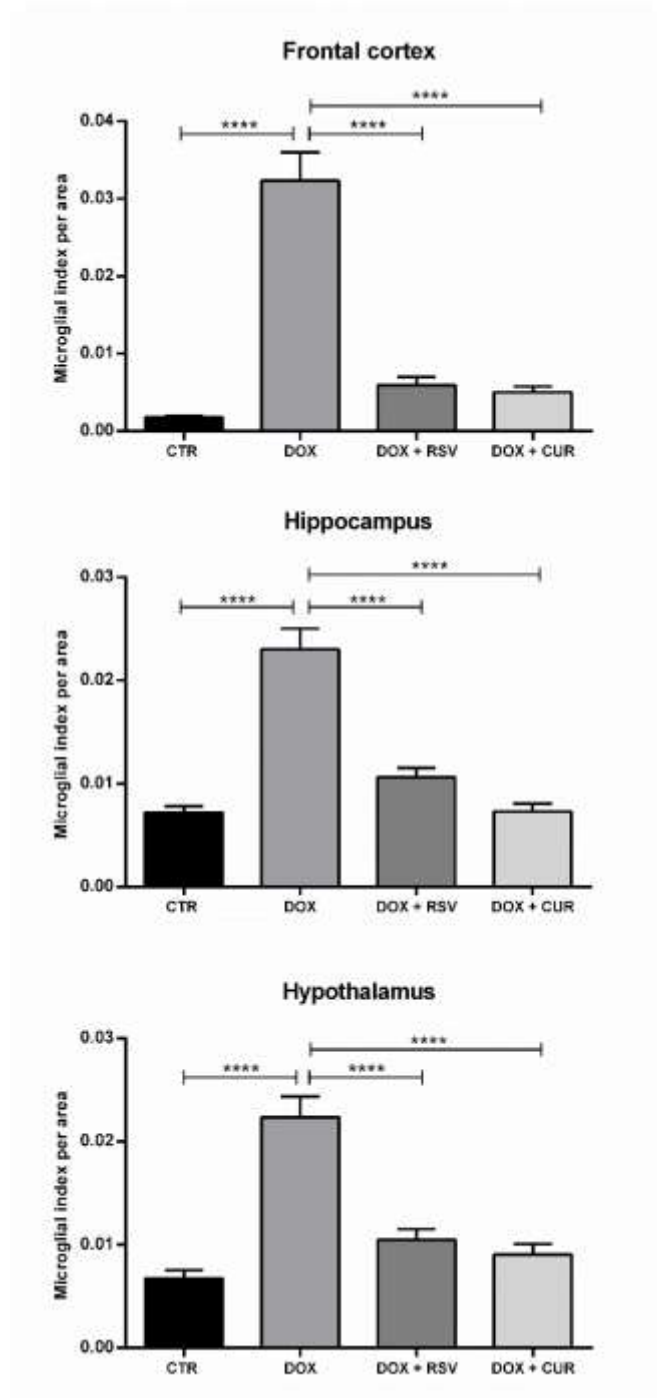 Frontal cortex
****
**** ****
0.04
0.03
0.02
0.01
0.00
Microglial index per area
CTR DOX DOX + RSV DOX + CUR
Hippocampus
****
**** ****
0.03
0.02
0.01
0.00
Microglial index per area
CTR DOX DOX + RSV DOX + CUR
Hypothalamus
****
**** ****
0.03
0.02
0.01
0.00
Microglial index per area
CTR DOX DOX + RSV DOX + CUR